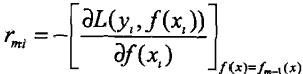 r_{mi} = -\left[ \frac{\partial L(y_i, f(x_i))}{\partial f(x_i)} \right]_{f(x)=f_{m-1}(x)}